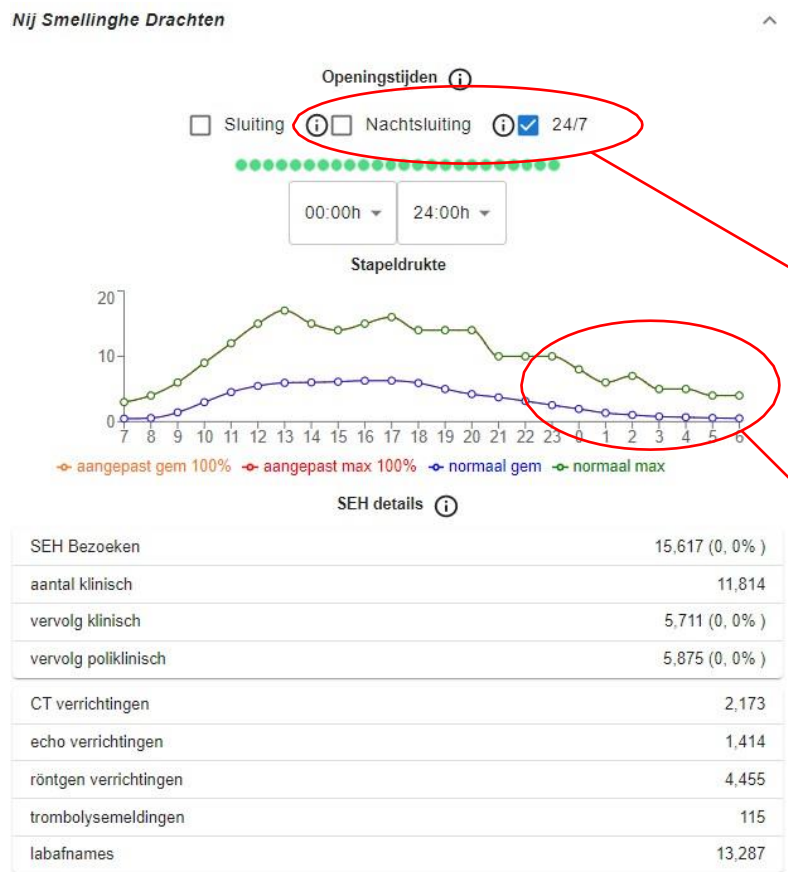 Nij Smellinghe Drachten
Openingstijden
Sluiting Nachtsluiting 24/7
00:00h 24:00h
Stapeldrukte
20
10
0
7 8 9 10 11 12 13 14 15 16 17 18 19 20 21 22 23 0 1 2 3 4 5 6
aangepast gem 100% aangepast max 100% normaal gem normaal max
SEH details
SEH Bezoeken 15,617 (0, 0% )
aantal klinisch 11,814
vervolg klinisch 5,711 (0, 0% )
vervolg poliklinisch 5,875 (0, 0% )
CT verrichtingen 2,173
echo verrichtingen 1,414
röntgen verrichtingen 4,455
trombolysemeldingen 115
labafnames 13,287